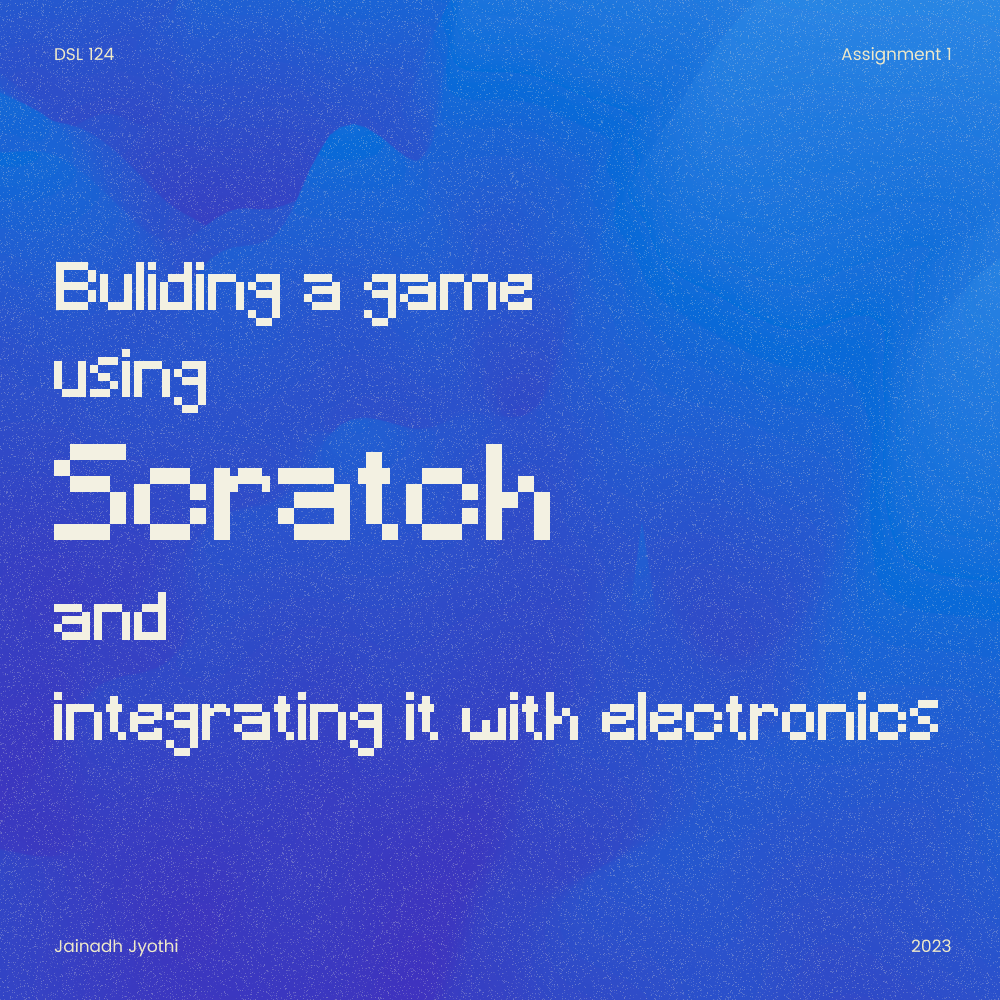 DSL 124
Assignment 1
Buliding a game
using
Scratch
and
integrating it with electronics
Jainadh Jyothi
2023